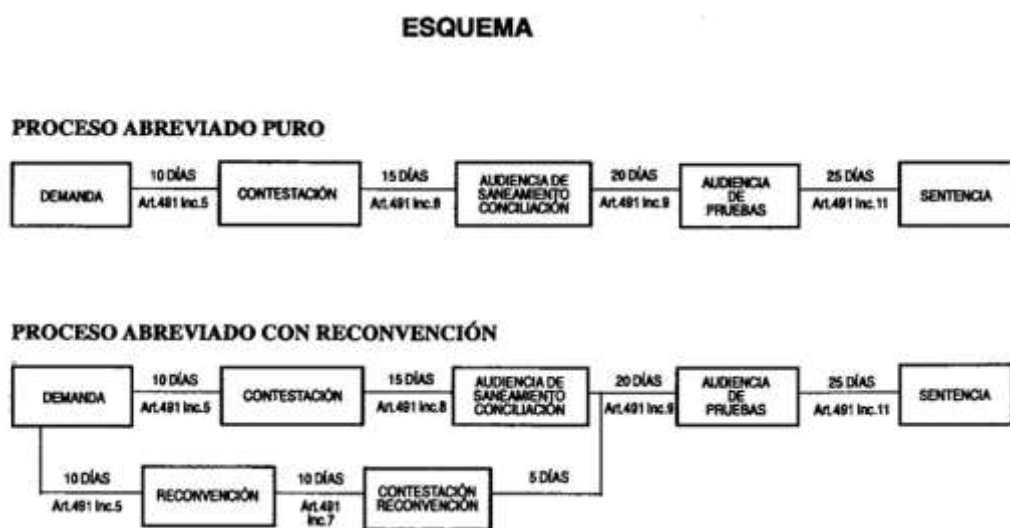 ESQUEMA
PROCESO ABREVIADO PURO
DEMANDA
10 DÍAS
Art.491 Inc.5
CONTESTACIÓN
15 DÍAS
Art.491 Inc.8
AUDIENCIA DE
SANEAMIENTO
CONCILIACIÓN
20 DÍAS
Art.491 Inc.9
AUDIENCIA
DE
PRUEBAS
25 DÍAS
Art.491 Inc.11
SENTENCIA
PROCESO ABREVIADO CON RECONVENCIÓN
DEMANDA
10 DÍAS
Art.491 Inc.5
CONTESTACIÓN
15 DÍAS
Art.491 Inc.8
AUDIENCIA DE
SANEAMIENTO
CONCILIACIÓN
20 DÍAS
Art.491 Inc.9
AUDIENCIA
DE
PRUEBAS
25 DÍAS
Art.491 Inc.11
SENTENCIA
10 DÍAS
Art.491 Inc.5
RECONVENCIÓN
10 DÍAS
Art.491
Inc.7
CONTESTACIÓN
RECONVENCIÓN
5 DÍAS